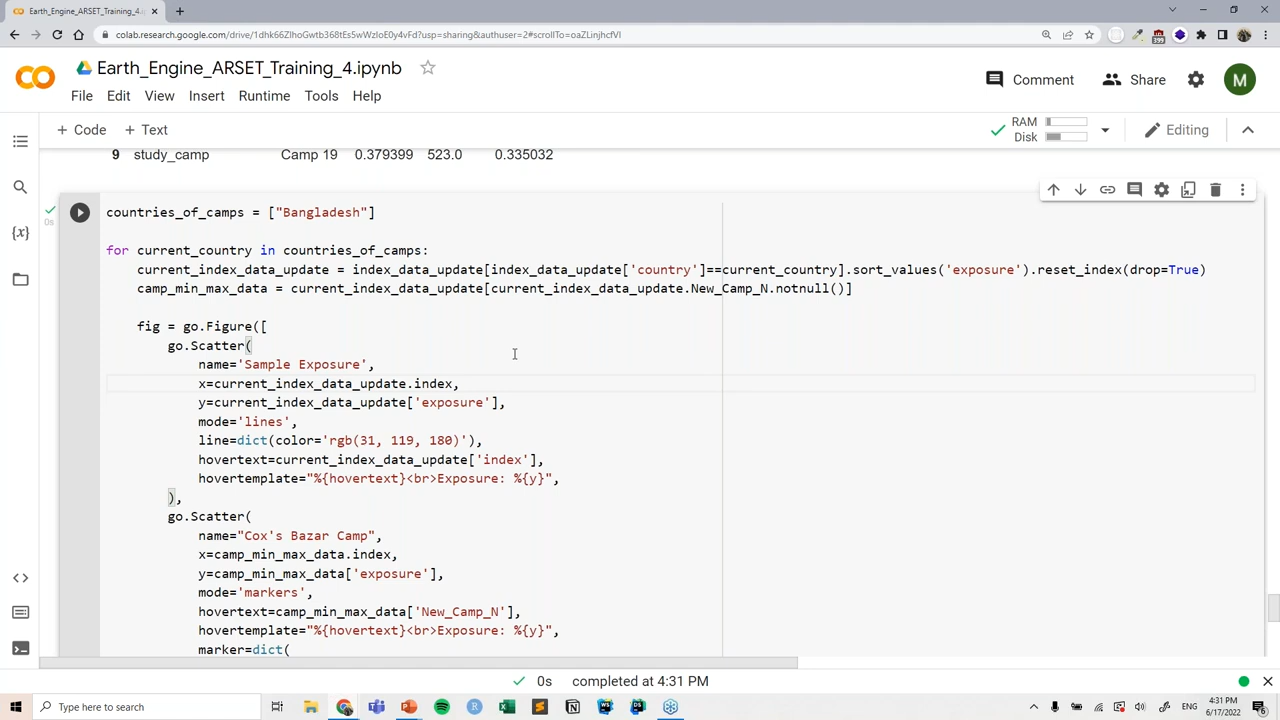 Earth_Engine_ARSET_Training_4.i
colab.research.google.com/drive/1dhk66ZlhoGwtb368tEs5wWzIoE0y4vFd?usp=sharing&authuser=2#scrollTo=oaZLinjhcfVI
399
CO
Earth_Engine_ARSET_Training_4.ipynb
Comment
Share
M
File Edit View Insert Runtime Tools Help
+ Code + Text
RAM
Disk
Editing
9 study_camp Camp 19 0.379399 523.0 0.335032
0s
{x}
countries_of_camps = ["Bangladesh"]
for current_country in countries_of_camps:
current_index_data_update = index_data_update[index_data_update['country']==current_country].sort_values('exposure').reset_index(drop=True)
camp_min_max_data = current_index_data_update[current_index_data_update.New_Camp_N.notnull()]
fig = go.Figure([
go.Scatter(
name='Sample Exposure',
x=current_index_data_update.index,
y=current_index_data_update['exposure'],
mode='lines',
line=dict(color='rgb(31, 119, 180)'),
hovertext=current_index_data_update['index'],
hovertemplate="%{hovertext}<br>Exposure: %{y}",
),
go.Scatter(
name="Cox's Bazar Camp",
x=camp_min_max_data.index,
y=camp_min_max_data['exposure'],
mode='markers',
hovertext=camp_min_max_data['New_Camp_N'],
hovertemplate="%{hovertext}<br>Exposure: %{y}",
marker=dict(
0s completed at 4:31 PM
Type here to search
ENG
4:31 PM
6/17/2022